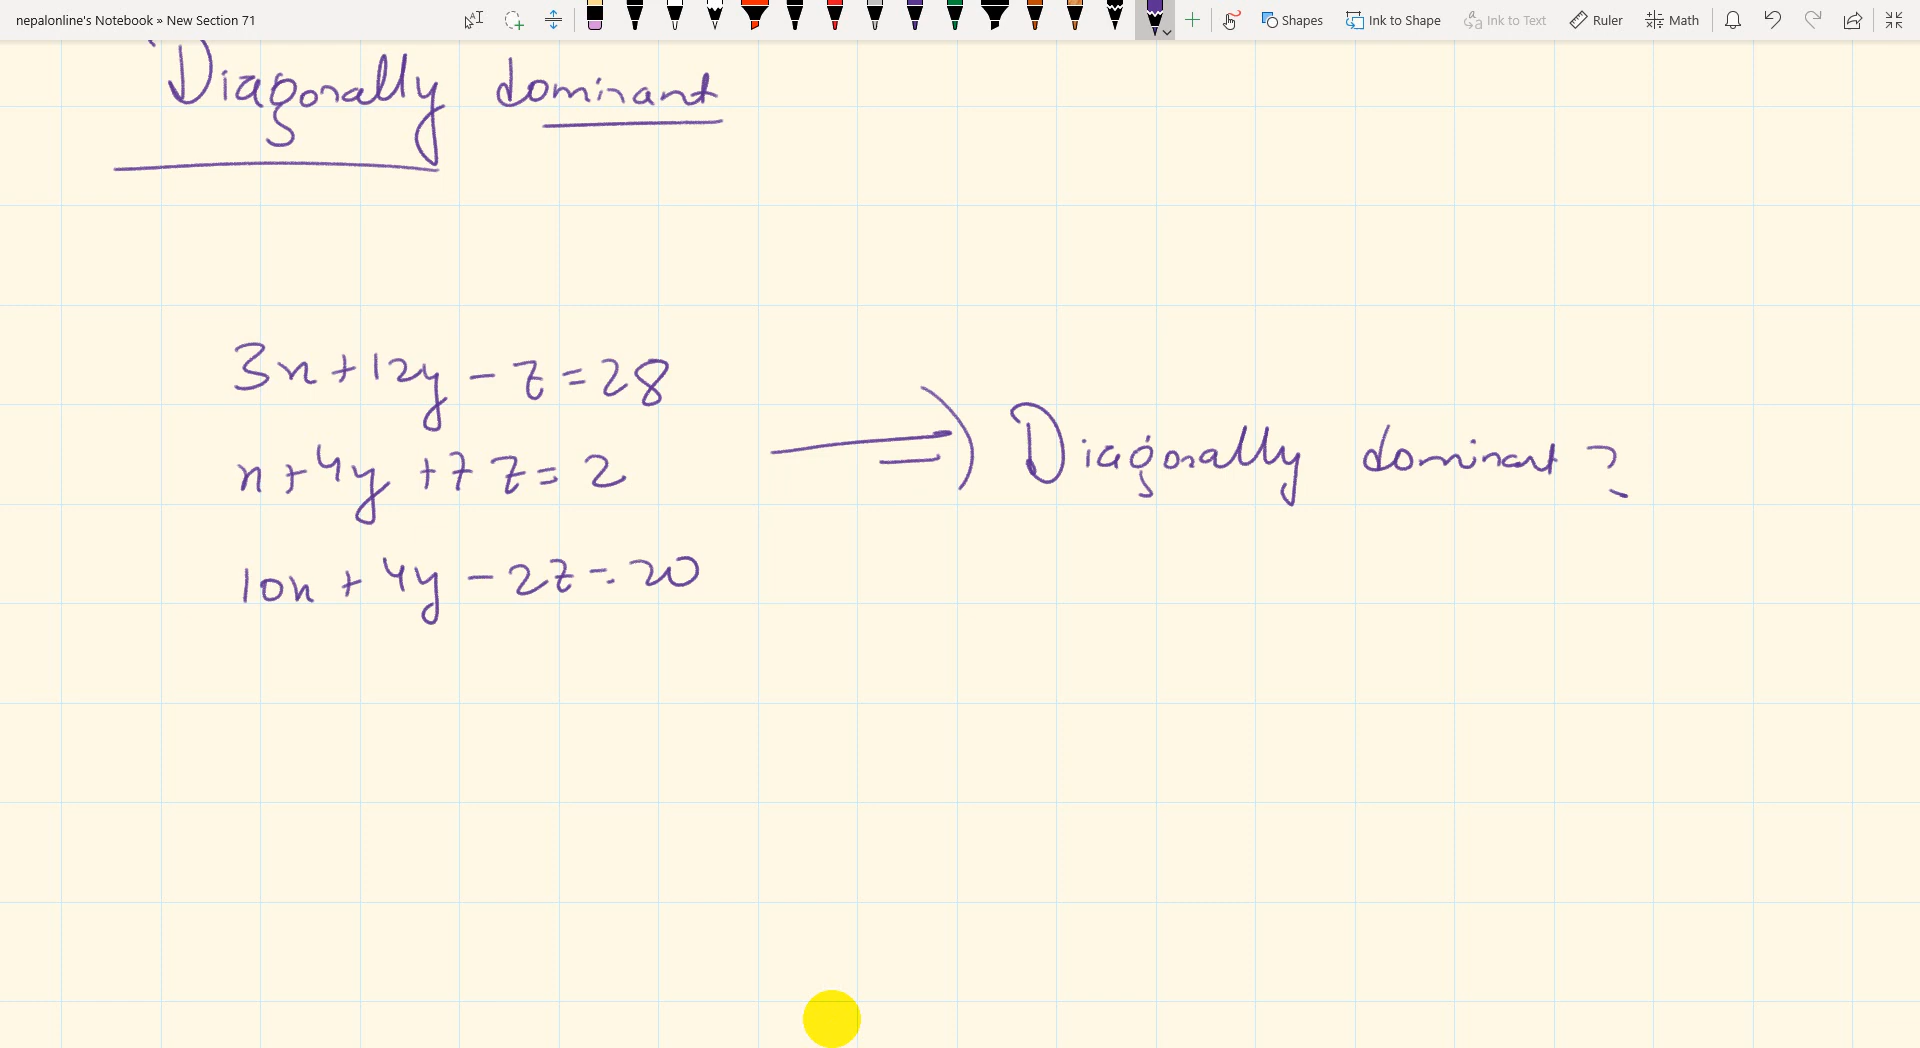 nepalonline's Notebook » New Section 71
Shapes Ink to Shape Ink to Text Ruler Math
Diagonally dominant
3x+12y-z=28
x+4y+7z=2
Diagonally dominant?
10x+4y-2z=20